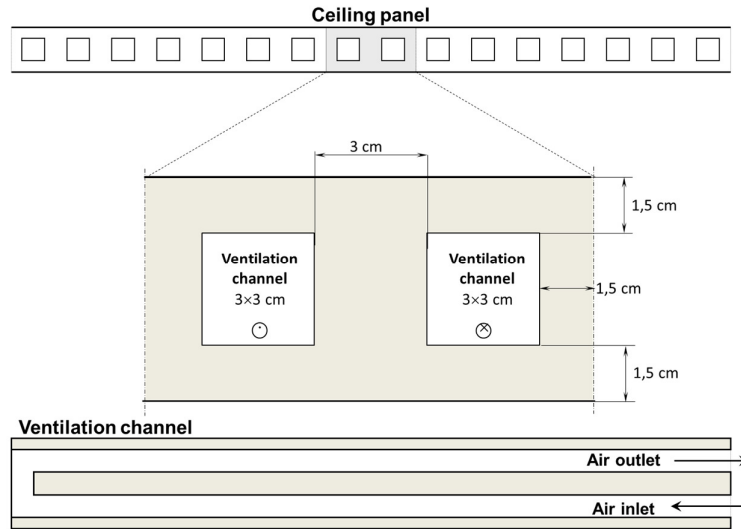 Ceiling panel
3 cm
1,5 cm
Ventilation
channel
3×3 cm
Ventilation
channel
3×3 cm
1,5 cm
1,5 cm
Ventilation channel
Air outlet
Air inlet